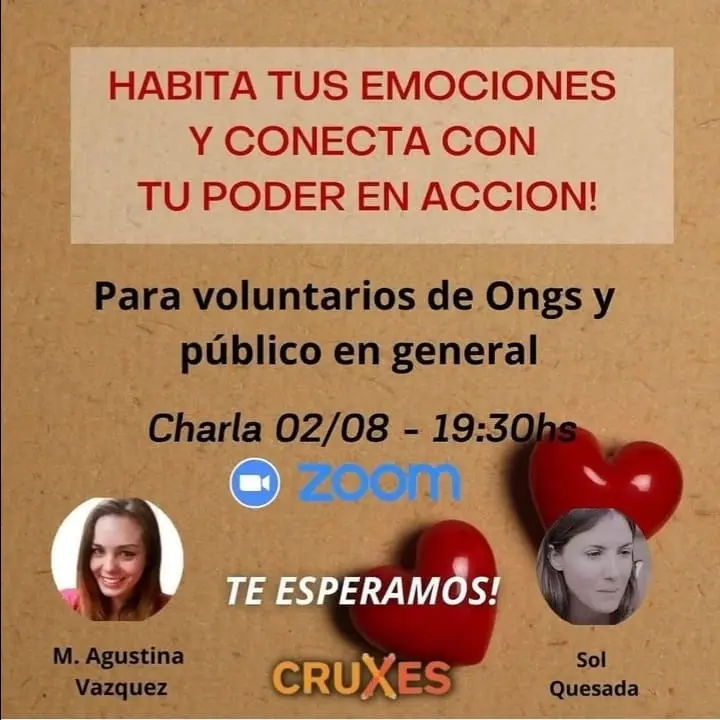 HABITA TUS EMOCIONES
Y CONECTA CON
TU PODER EN ACCION!
Para voluntarios de Ongs y
público en general
Charla 02/08 - 19:30hs
zoom
TE ESPERAMOS!
M. Agustina
Vazquez
CRUXES
Sol
Quesada